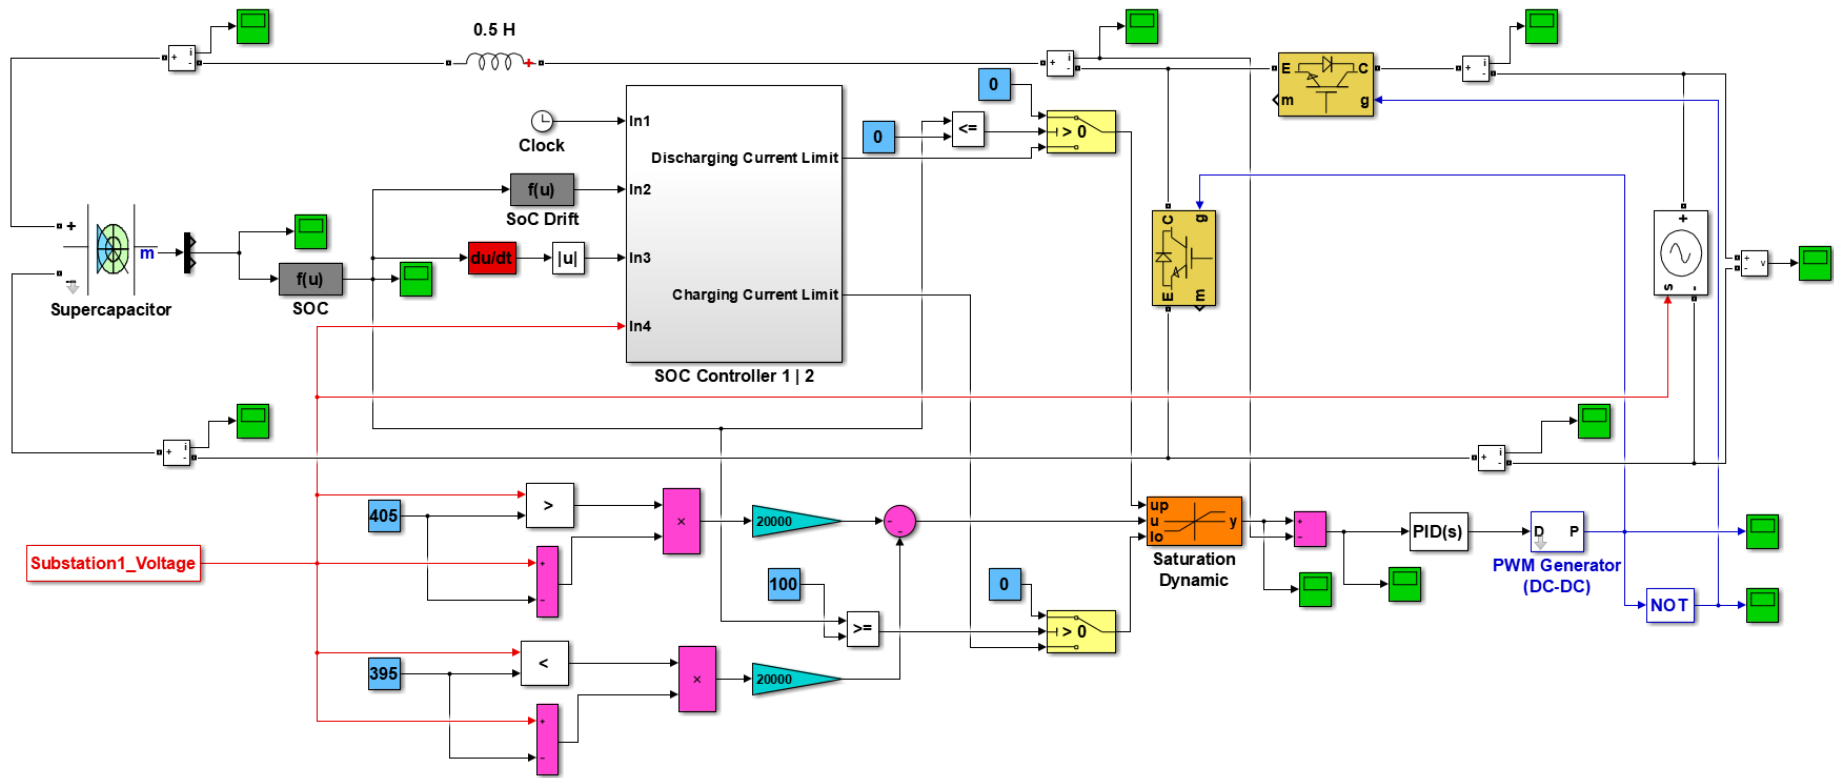 0.5 H
+ i -
+ i -
+ i -
E C
m g
0
In1
Clock
Discharging Current Limit
0
<=
> 0
f(u)
In2
SoC Drift
C g
E m
+
m
Supercapacitor
f(u)
SOC
du/dt
|u|
In3
Charging Current Limit
In4
SOC Controller 1 | 2
+
s -
+ - v
+ i -
+ i -
405
>
×
20000
- -
up
u y
lo
Saturation
Dynamic
+
-
PID(s)
D P
PWM Generator
(DC-DC)
Substation1_Voltage
+
-
100
>=
0
> 0
NOT
395
<
×
20000
+
-